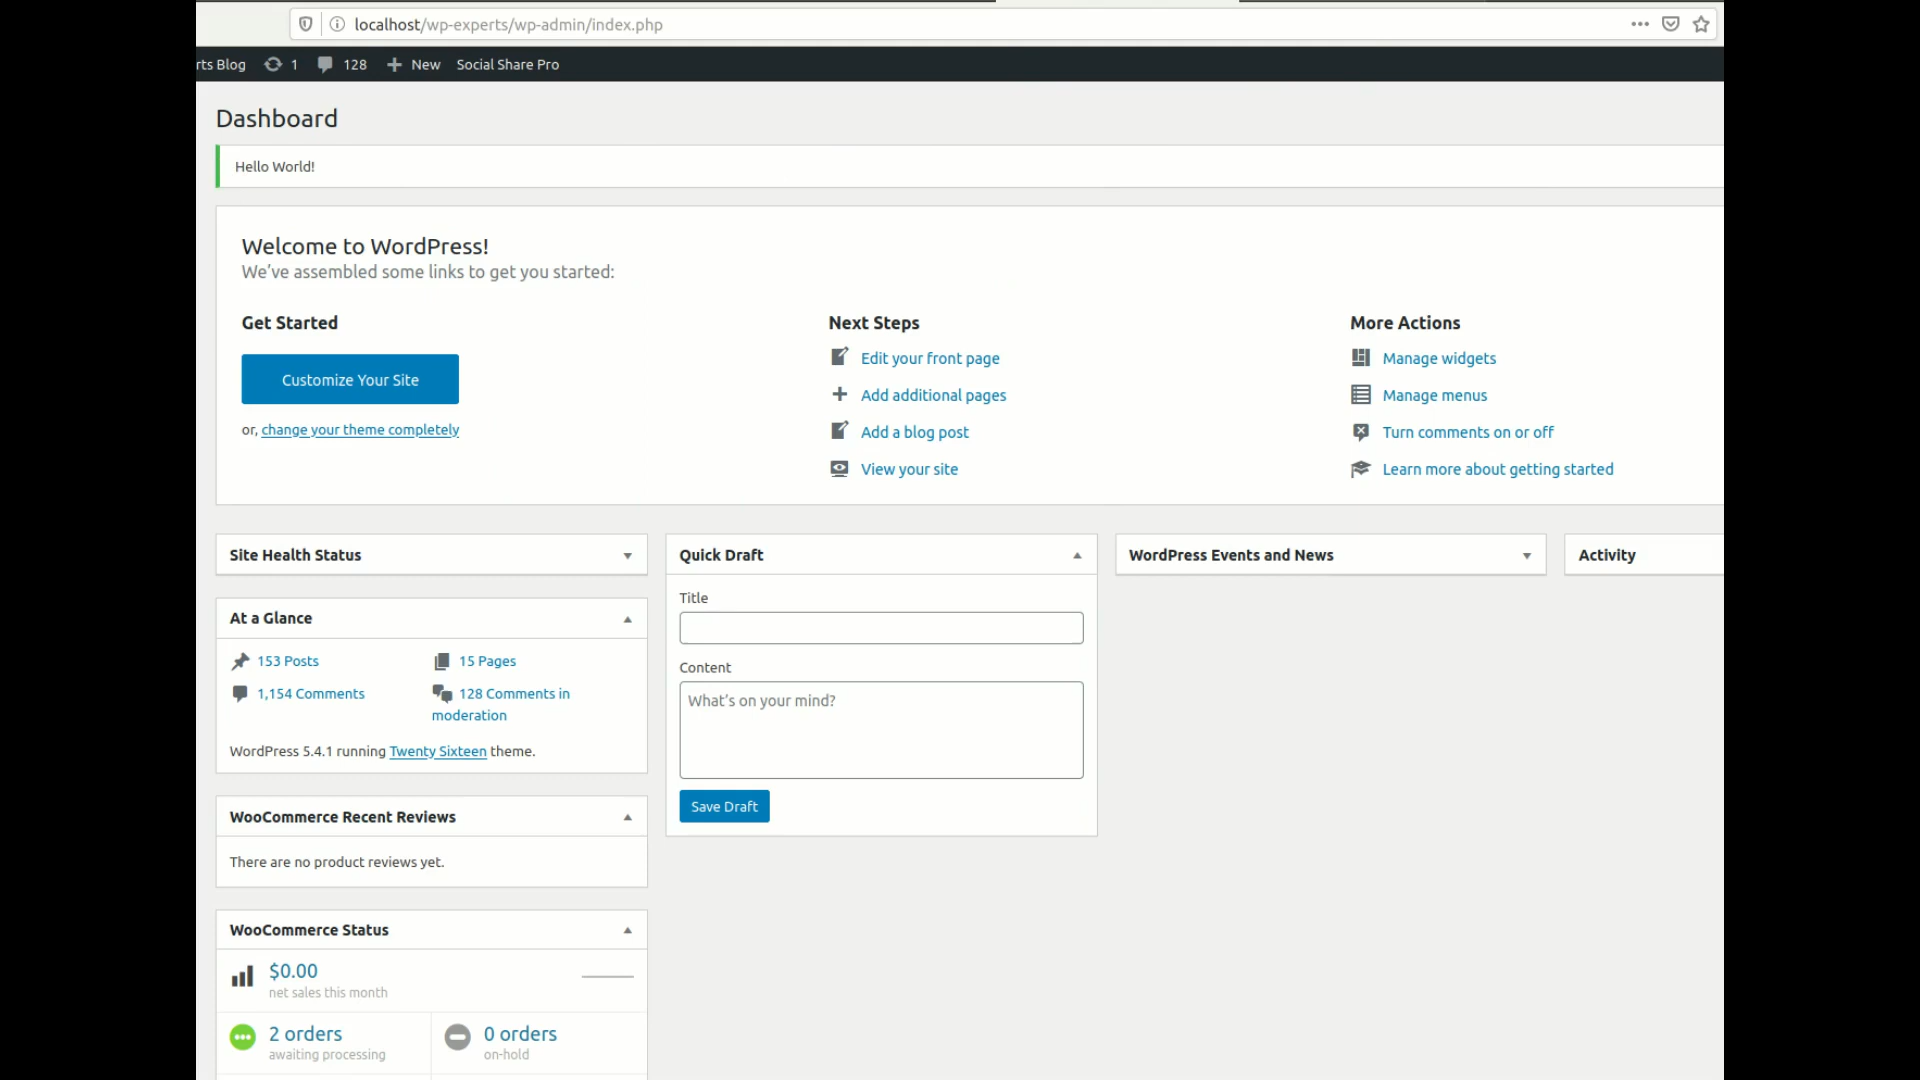 localhost/wp-experts/wp-admin/index.php
rts Blog 1 128 New Social Share Pro
Dashboard
Hello World!
Welcome to WordPress!
We've assembled some links to get you started:
Get Started
Customize Your Site
or, change your theme completely
Next Steps
Edit your front page
Add additional pages
Add a blog post
View your site
More Actions
Manage widgets
Manage menus
Turn comments on or off
Learn more about getting started
Site Health Status
At a Glance
153 Posts
15 Pages
1,154 Comments
128 Comments in
moderation
WordPress 5.4.1 running Twenty Sixteen theme.
WooCommerce Recent Reviews
There are no product reviews yet.
WooCommerce Status
$0.00
net sales this month
2 orders
awaiting processing
0 orders
on-hold
Quick Draft
Title
Content
What's on your mind?
Save Draft
WordPress Events and News
Activity